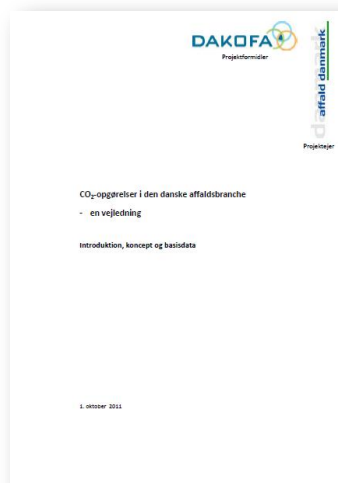 DAKOFA
Projektformidler
affald danmark
Projektejer
CO₂-opgørelser i den danske affaldsbranche
- en vejledning
Introduktion, koncept og basisdata
1. oktober 2011